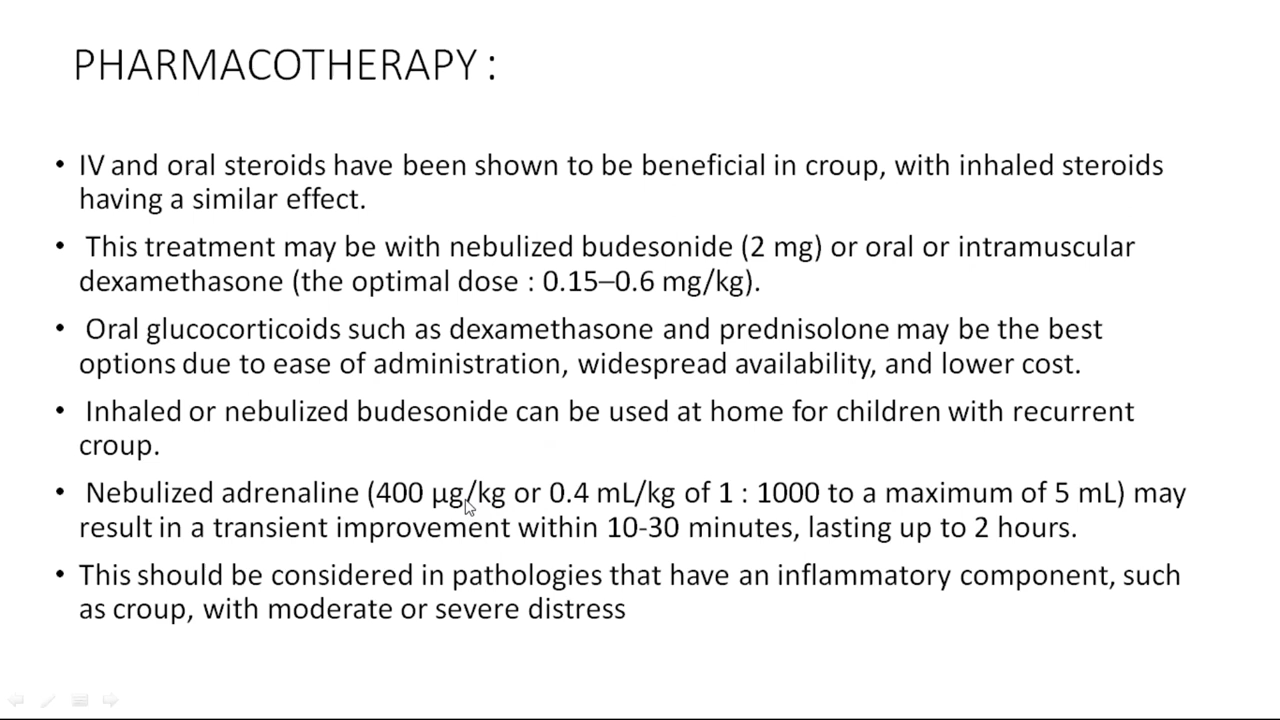 PHARMACOTHERAPY :
• IV and oral steroids have been shown to be beneficial in croup, with inhaled steroids
having a similar effect.
• This treatment may be with nebulized budesonide (2 mg) or oral or intramuscular
dexamethasone (the optimal dose : 0.15–0.6 mg/kg).
• Oral glucocorticoids such as dexamethasone and prednisolone may be the best
options due to ease of administration, widespread availability, and lower cost.
• Inhaled or nebulized budesonide can be used at home for children with recurrent
croup.
• Nebulized adrenaline (400 µg/kg or 0.4 mL/kg of 1 : 1000 to a maximum of 5 mL) may
result in a transient improvement within 10-30 minutes, lasting up to 2 hours.
• This should be considered in pathologies that have an inflammatory component, such
as croup, with moderate or severe distress